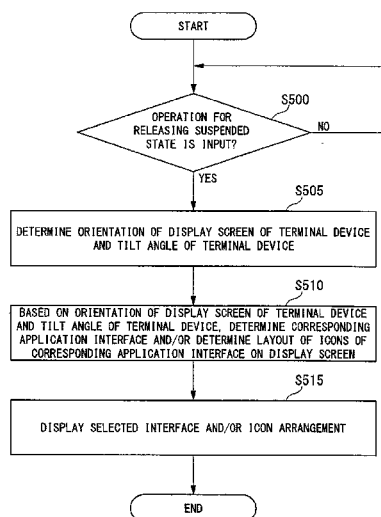 START
S500
OPERATION FOR
RELEASING SUSPENDED
STATE IS INPUT?
NO
YES
S505
DETERMINE ORIENTATION OF DISPLAY SCREEN OF TERMINAL DEVICE
AND TILT ANGLE OF TERMINAL DEVICE
S510
BASED ON ORIENTATION OF DISPLAY SCREEN OF TERMINAL DEVICE
AND TILT ANGLE OF TERMINAL DEVICE, DETERMINE CORRESPONDING
APPLICATION INTERFACE AND/OR DETERMINE LAYOUT OF ICONS OF
CORRESPONDING APPLICATION INTERFACE ON DISPLAY SCREEN
S515
DISPLAY SELECTED INTERFACE AND/OR ICON ARRANGEMENT
END